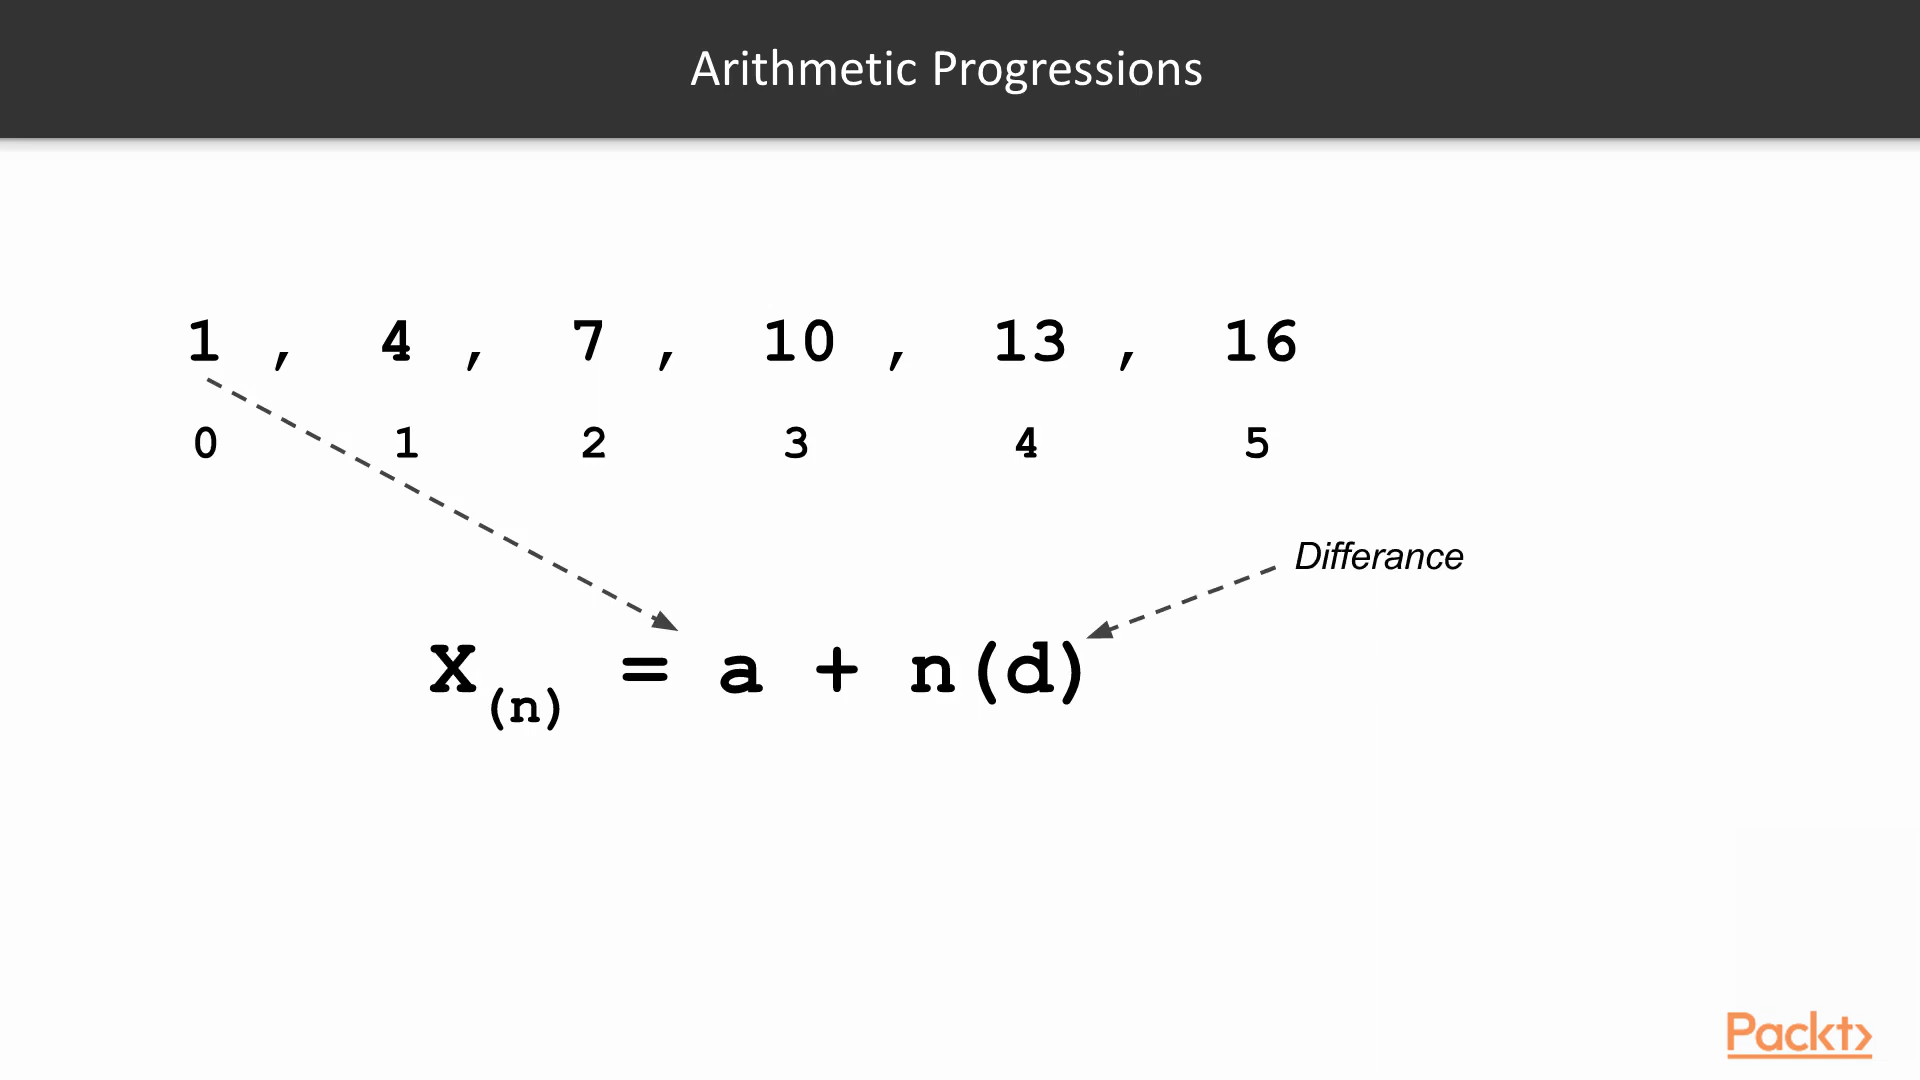 Arithmetic Progressions
1 , 4 , 7 , 10 , 13 , 16
0 1 2 3 4 5
Differance
X(n) = a + n(d)
Packt>